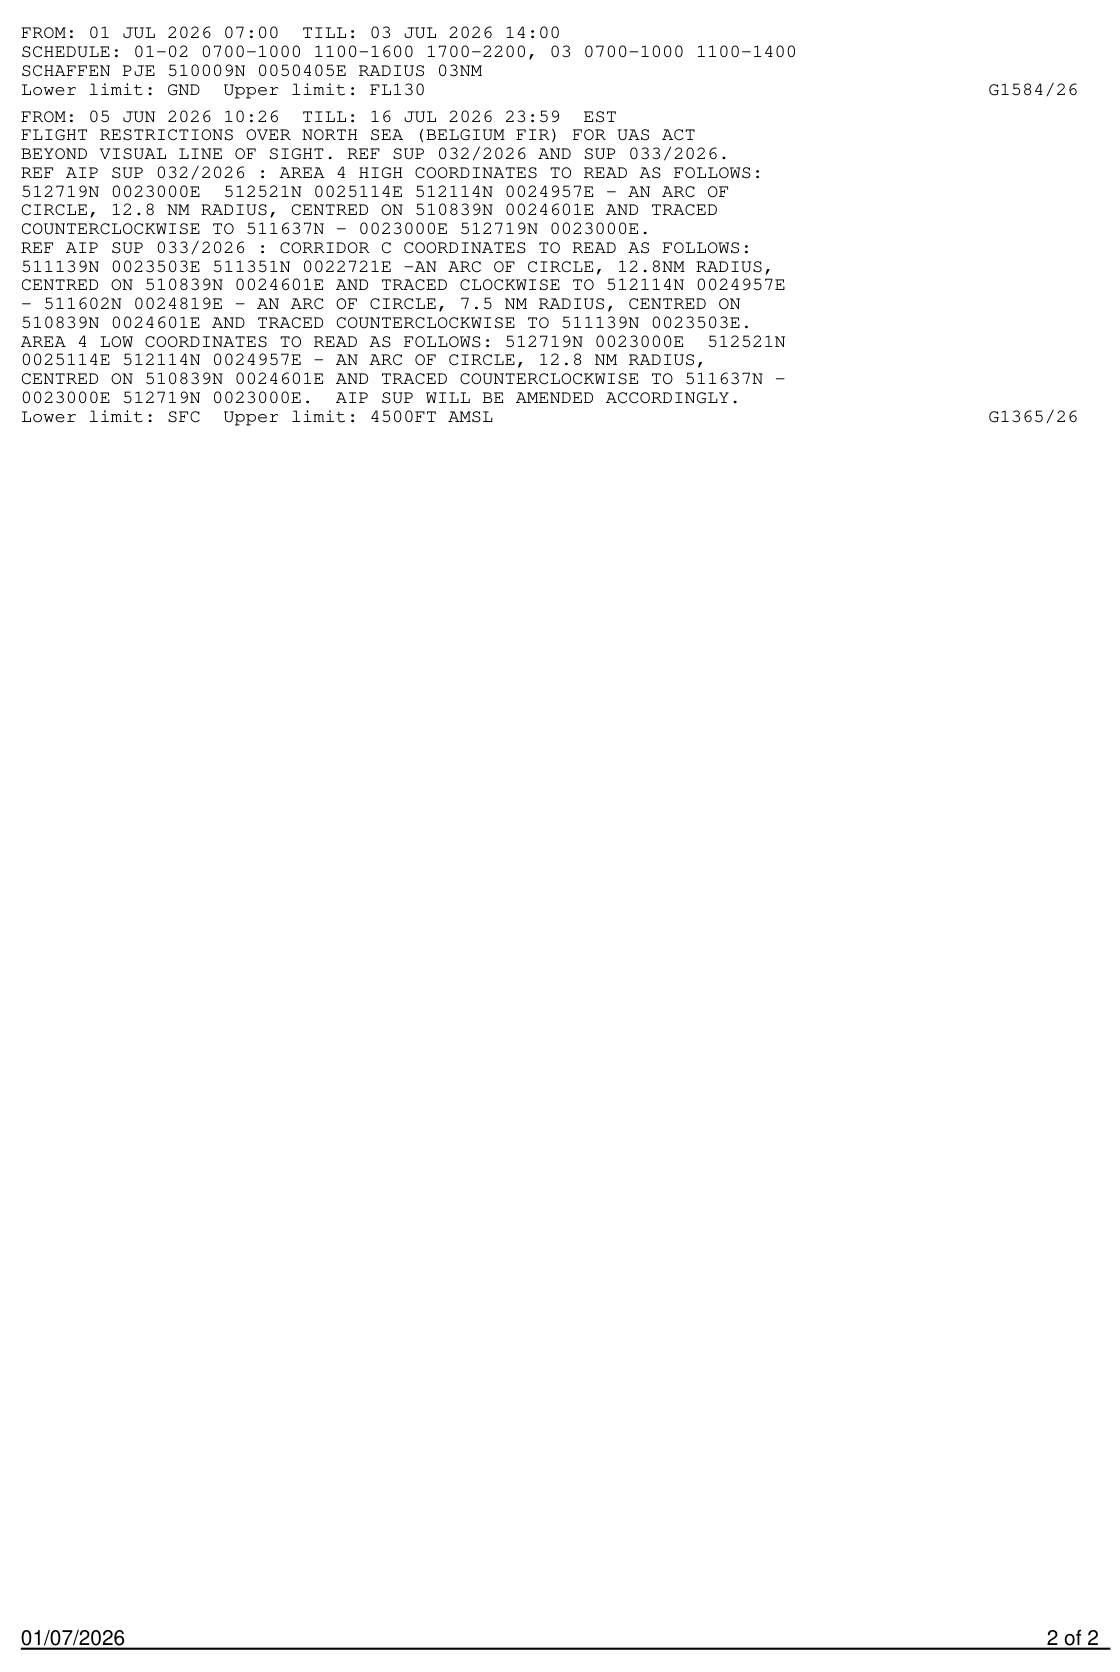 FROM: 01 JUL 2026 07:00  TILL: 03 JUL 2026 14:00
SCHEDULE: 01-02 0700-1000 1100-1600 1700-2200, 03 0700-1000 1100-1400
SCHAFFEN PJE 510009N 0050405E RADIUS 03NM
Lower limit: GND  Upper limit: FL130 G1584/26
FROM: 05 JUN 2026 10:26  TILL: 16 JUL 2026 23:59  EST
FLIGHT RESTRICTIONS OVER NORTH SEA (BELGIUM FIR) FOR UAS ACT
BEYOND VISUAL LINE OF SIGHT. REF SUP 032/2026 AND SUP 033/2026.
REF AIP SUP 032/2026 : AREA 4 HIGH COORDINATES TO READ AS FOLLOWS:
512719N 0023000E  512521N 0025114E 512114N 0024957E - AN ARC OF
CIRCLE, 12.8 NM RADIUS, CENTRED ON 510839N 0024601E AND TRACED
COUNTERCLOCKWISE TO 511637N - 0023000E 512719N 0023000E.
REF AIP SUP 033/2026 : CORRIDOR C COORDINATES TO READ AS FOLLOWS:
511139N 0023503E 511351N 0022721E -AN ARC OF CIRCLE, 12.8NM RADIUS,
CENTRED ON 510839N 0024601E AND TRACED CLOCKWISE TO 512114N 0024957E
- 511602N 0024819E - AN ARC OF CIRCLE, 7.5 NM RADIUS, CENTRED ON
510839N 0024601E AND TRACED COUNTERCLOCKWISE TO 511139N 0023503E.
AREA 4 LOW COORDINATES TO READ AS FOLLOWS: 512719N 0023000E  512521N
0025114E 512114N 0024957E - AN ARC OF CIRCLE, 12.8 NM RADIUS,
CENTRED ON 510839N 0024601E AND TRACED COUNTERCLOCKWISE TO 511637N -
0023000E 512719N 0023000E.  AIP SUP WILL BE AMENDED ACCORDINGLY.
Lower limit: SFC  Upper limit: 4500FT AMSL G1365/26
01/07/2026 2 of 2